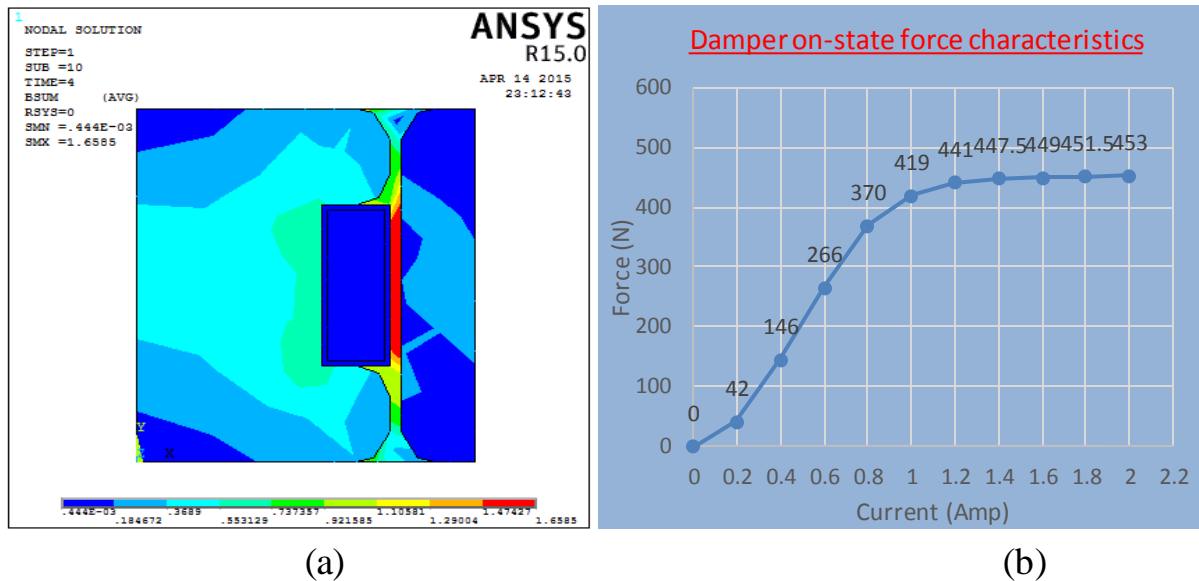 1
NODAL SOLUTION
STEP=1
SUB =10
TIME=4
BSUM (AVG)
RSYS=0
SMN =.444E-03
SMX =1.6585
ANSYS
R15.0
APR 14 2015
23:12:43
Y
Z X
.444E-03 .3689 .737357 1.10581 1.47427
.184672 .553129 .921585 1.29004 1.6585
(a)
Damper on-state force characteristics
Force (N)
600
500
400
300
200
100
0
0 42 146 266 370 419 441 447.5 449 451.5 453
0 0.2 0.4 0.6 0.8 1 1.2 1.4 1.6 1.8 2 2.2
Current (Amp)
(b)